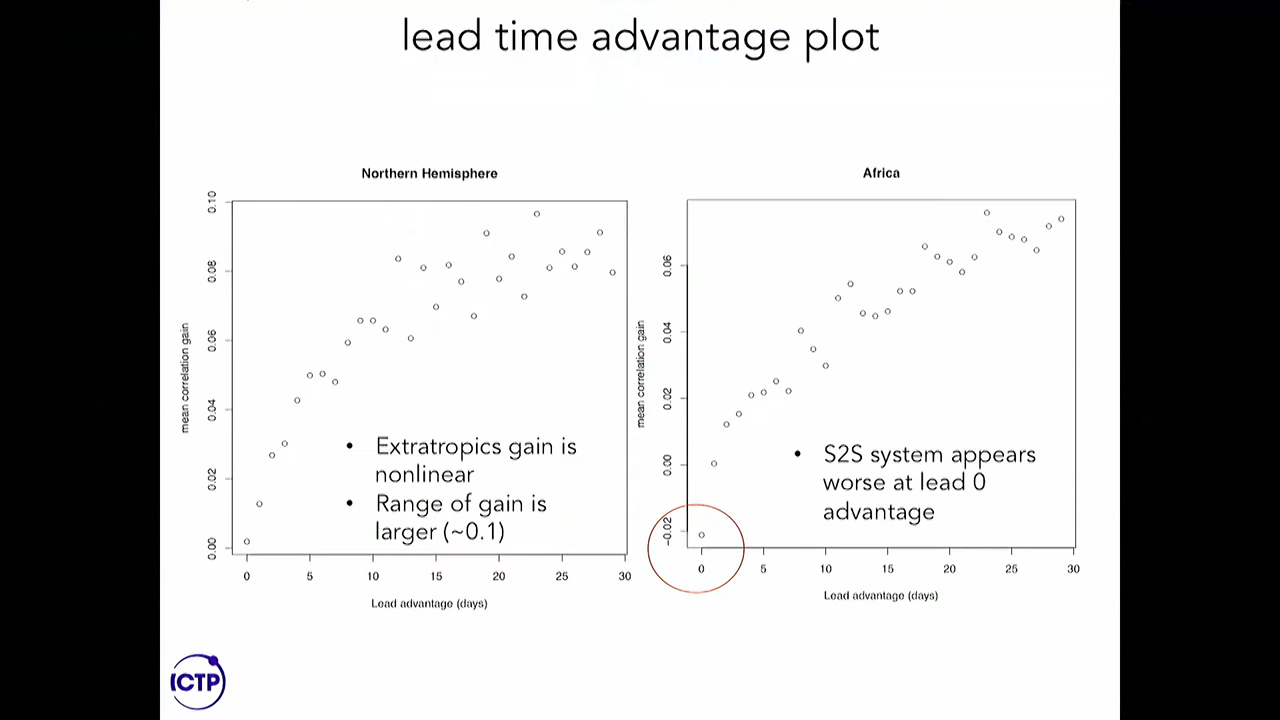 lead time advantage plot
Northern Hemisphere
0.10
0.08
0.06
0.04
0.02
0.00
mean correlation gain
• Extratropics gain is
nonlinear
• Range of gain is
larger (~0.1)
0 5 10 15 20 25 30
Lead advantage (days)
Africa
0.06
0.04
0.02
0.00
−0.02
mean correlation gain
• S2S system appears
worse at lead 0
advantage
0 5 10 15 20 25 30
Lead advantage (days)
ICTP